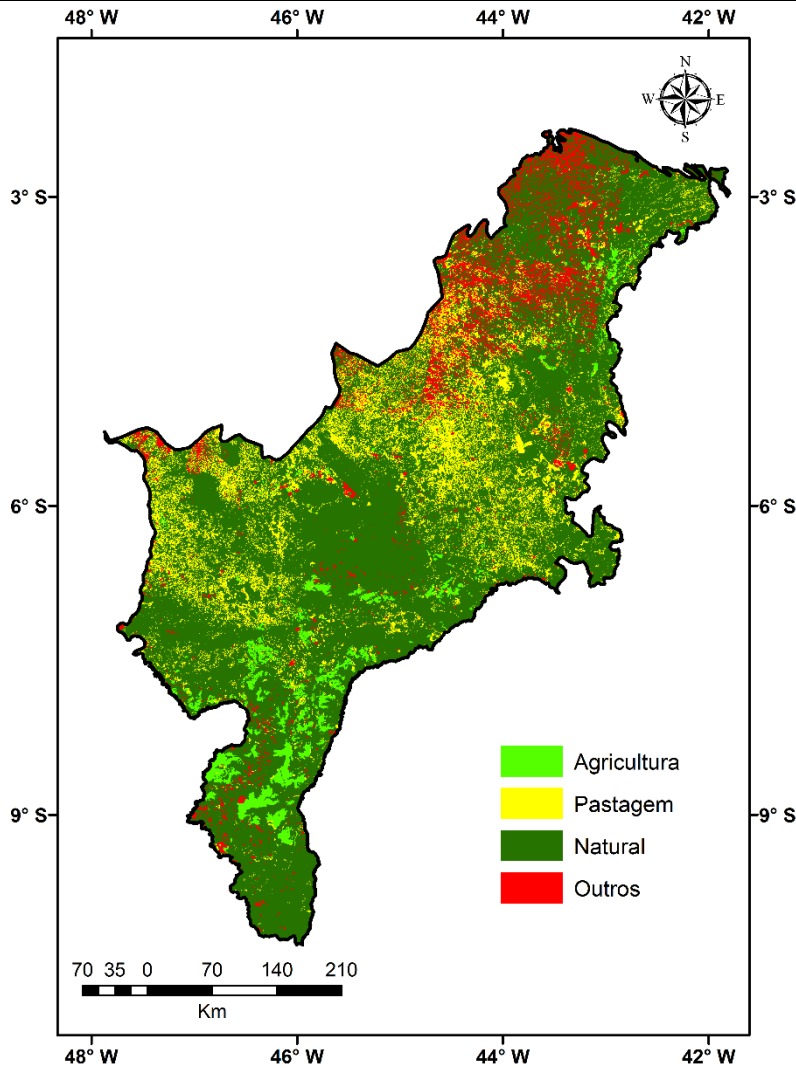 48° W 46° W 44° W 42° W
N
W E
S
3° S 3° S
6° S 6° S
Agricultura
Pastagem
9° S 9° S
Natural
Outros
70 35 0 70 140 210
Km
48° W 46° W 44° W 42° W